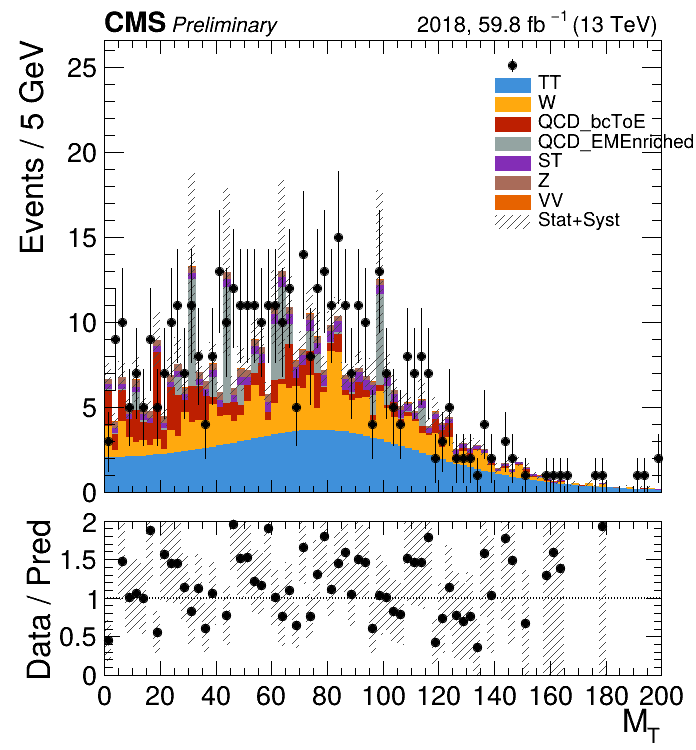 CMS Preliminary 2018, 59.8 fb⁻¹ (13 TeV)
Events / 5 GeV
25
20
15
10
5
0
TT
W
QCD_bcToE
QCD_EMEnriched
ST
Z
VV
Stat+Syst
Data / Pred
2
1.5
1
0.5
0
0 20 40 60 80 100 120 140 160 180 200
M_T